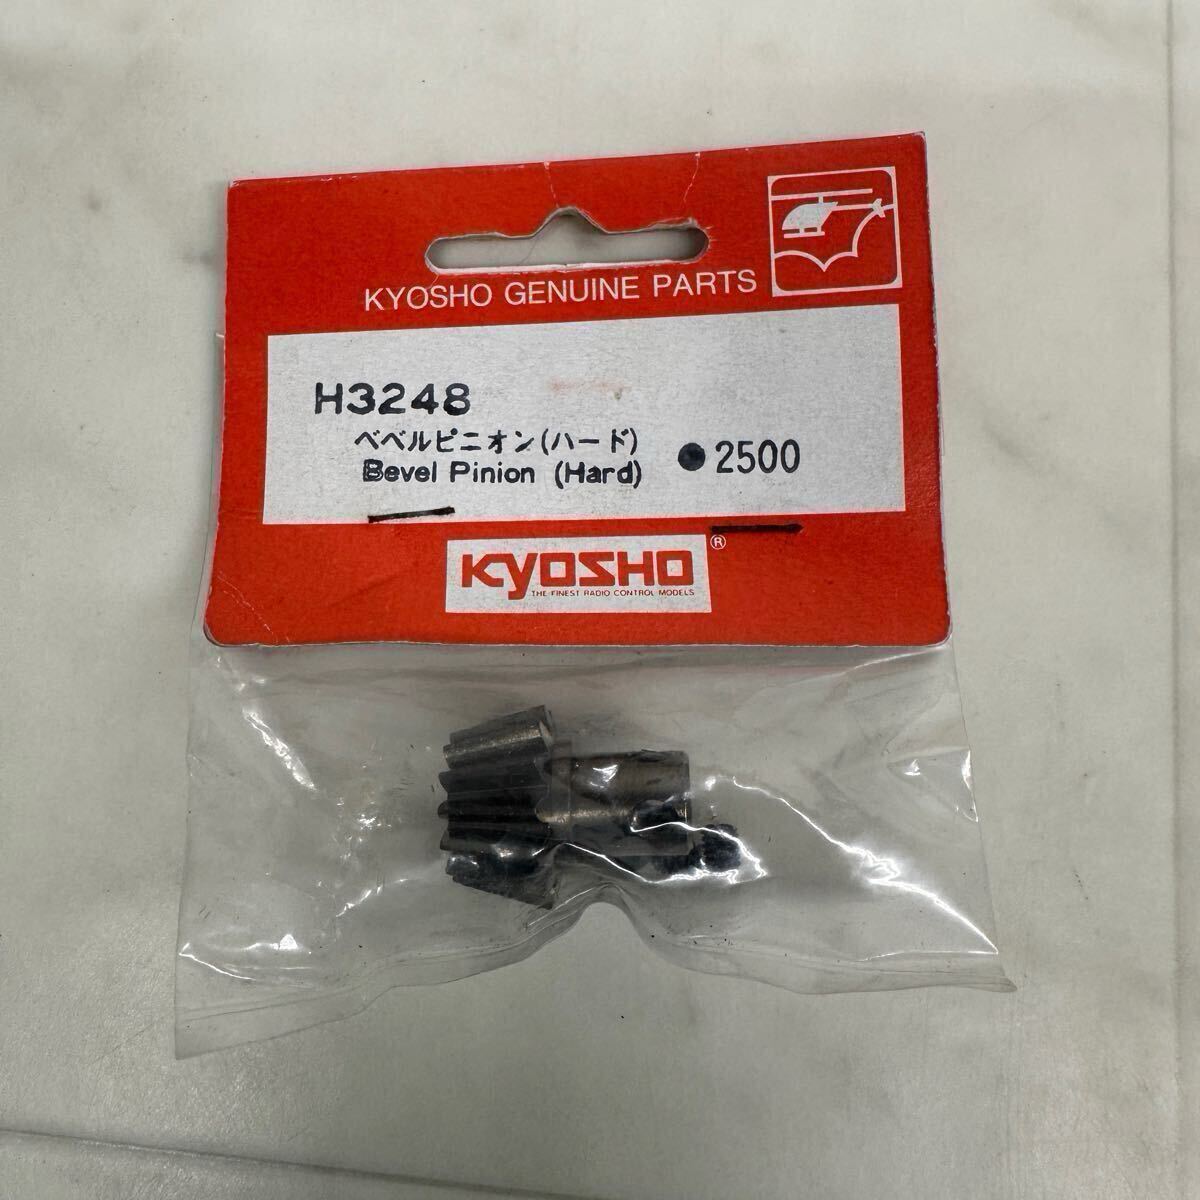 KYOSHO GENUINE PARTS
H3248
ベベルピニオン(ハード)
Bevel Pinion (Hard) ●2500
KYOSHO®
THE FINEST RADIO CONTROL MODELS